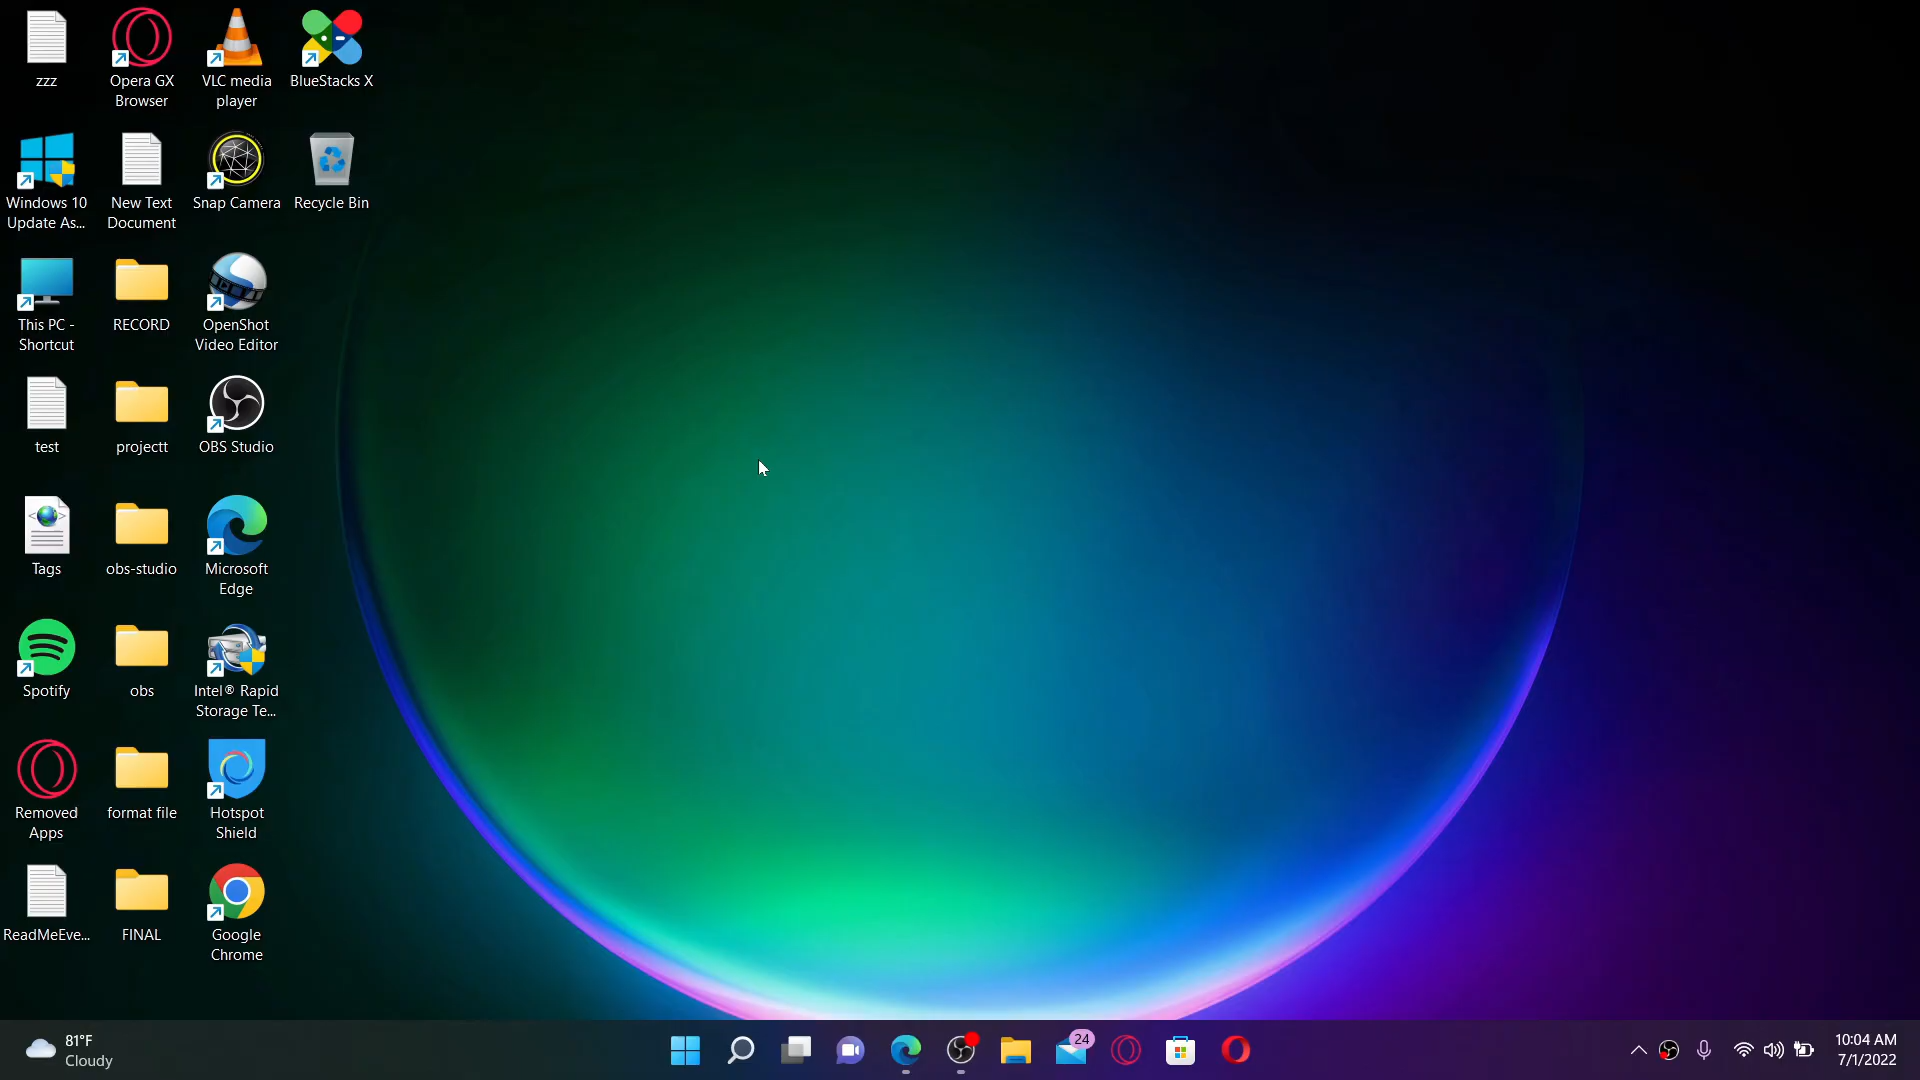 zzz
Opera GX
Browser
VLC media
player
BlueStacks X
Windows 10
Update As...
New Text
Document
Snap Camera
Recycle Bin
This PC -
Shortcut
RECORD
OpenShot
Video Editor
test
projectt
OBS Studio
Tags
obs-studio
Microsoft
Edge
Spotify
obs
Intel® Rapid
Storage Te...
Removed
Apps
format file
Hotspot
Shield
ReadMeEve...
FINAL
Google
Chrome
81°F
Cloudy
24
10:04 AM
7/1/2022